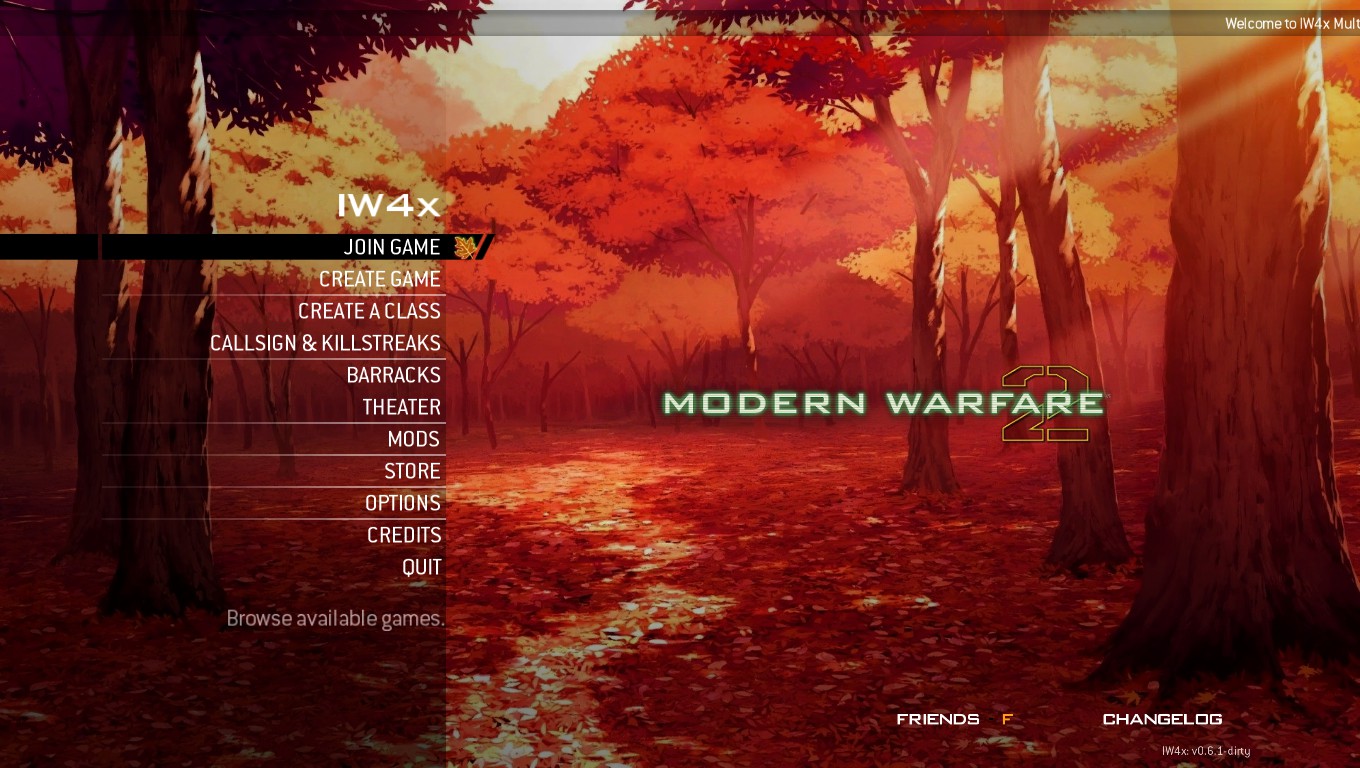 Welcome to IW4x Mult
IW4x
JOIN GAME
CREATE GAME
CREATE A CLASS
CALLSIGN & KILLSTREAKS
BARRACKS
THEATER
MODS
STORE
OPTIONS
CREDITS
QUIT
Browse available games.
MODERN WARFARE 2
FRIENDS F
CHANGELOG
IW4x: v0.6.1-dirty